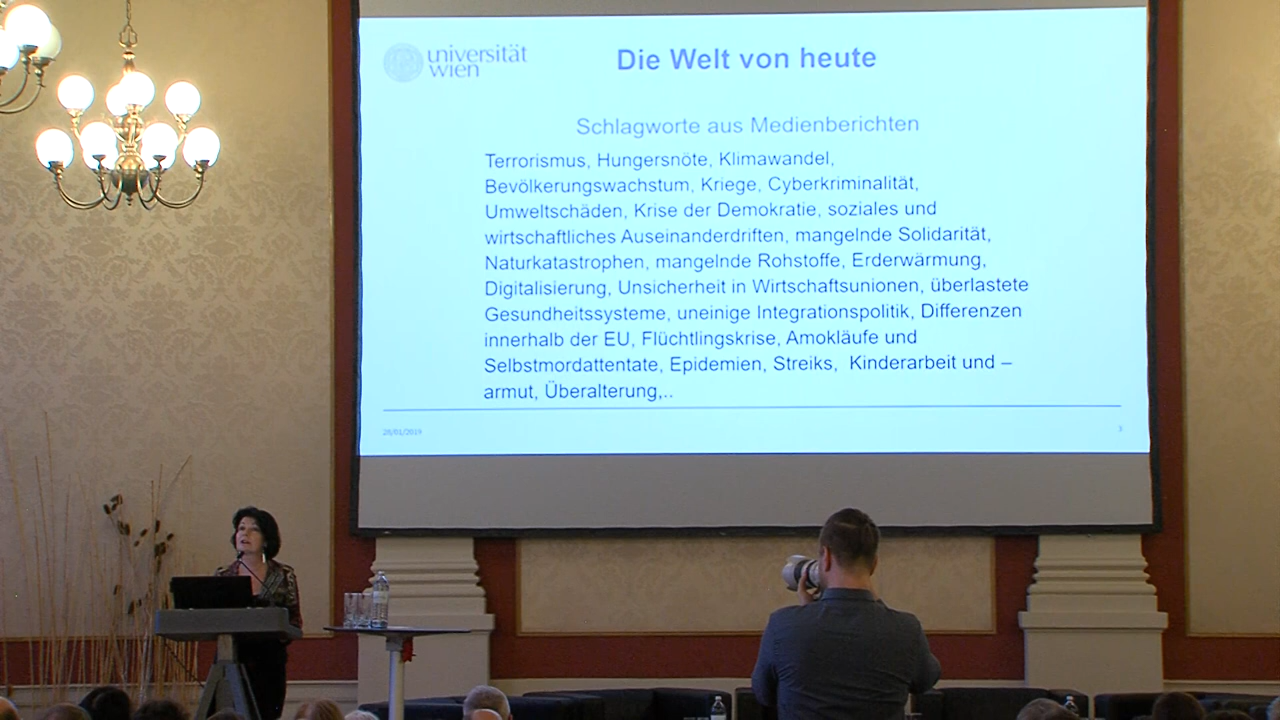 universität
wien
Die Welt von heute
Schlagworte aus Medienberichten
Terrorismus, Hungersnöte, Klimawandel,
Bevölkerungswachstum, Kriege, Cyberkriminalität,
Umweltschäden, Krise der Demokratie, soziales und
wirtschaftliches Auseinanderdriften, mangelnde Solidarität,
Naturkatastrophen, mangelnde Rohstoffe, Erderwärmung,
Digitalisierung, Unsicherheit in Wirtschaftsunionen, überlastete
Gesundheitssysteme, uneinige Integrationspolitik, Differenzen
innerhalb der EU, Flüchtlingskrise, Amokläufe und
Selbstmordattentate, Epidemien, Streiks, Kinderarbeit und –
armut, Überalterung,..
3